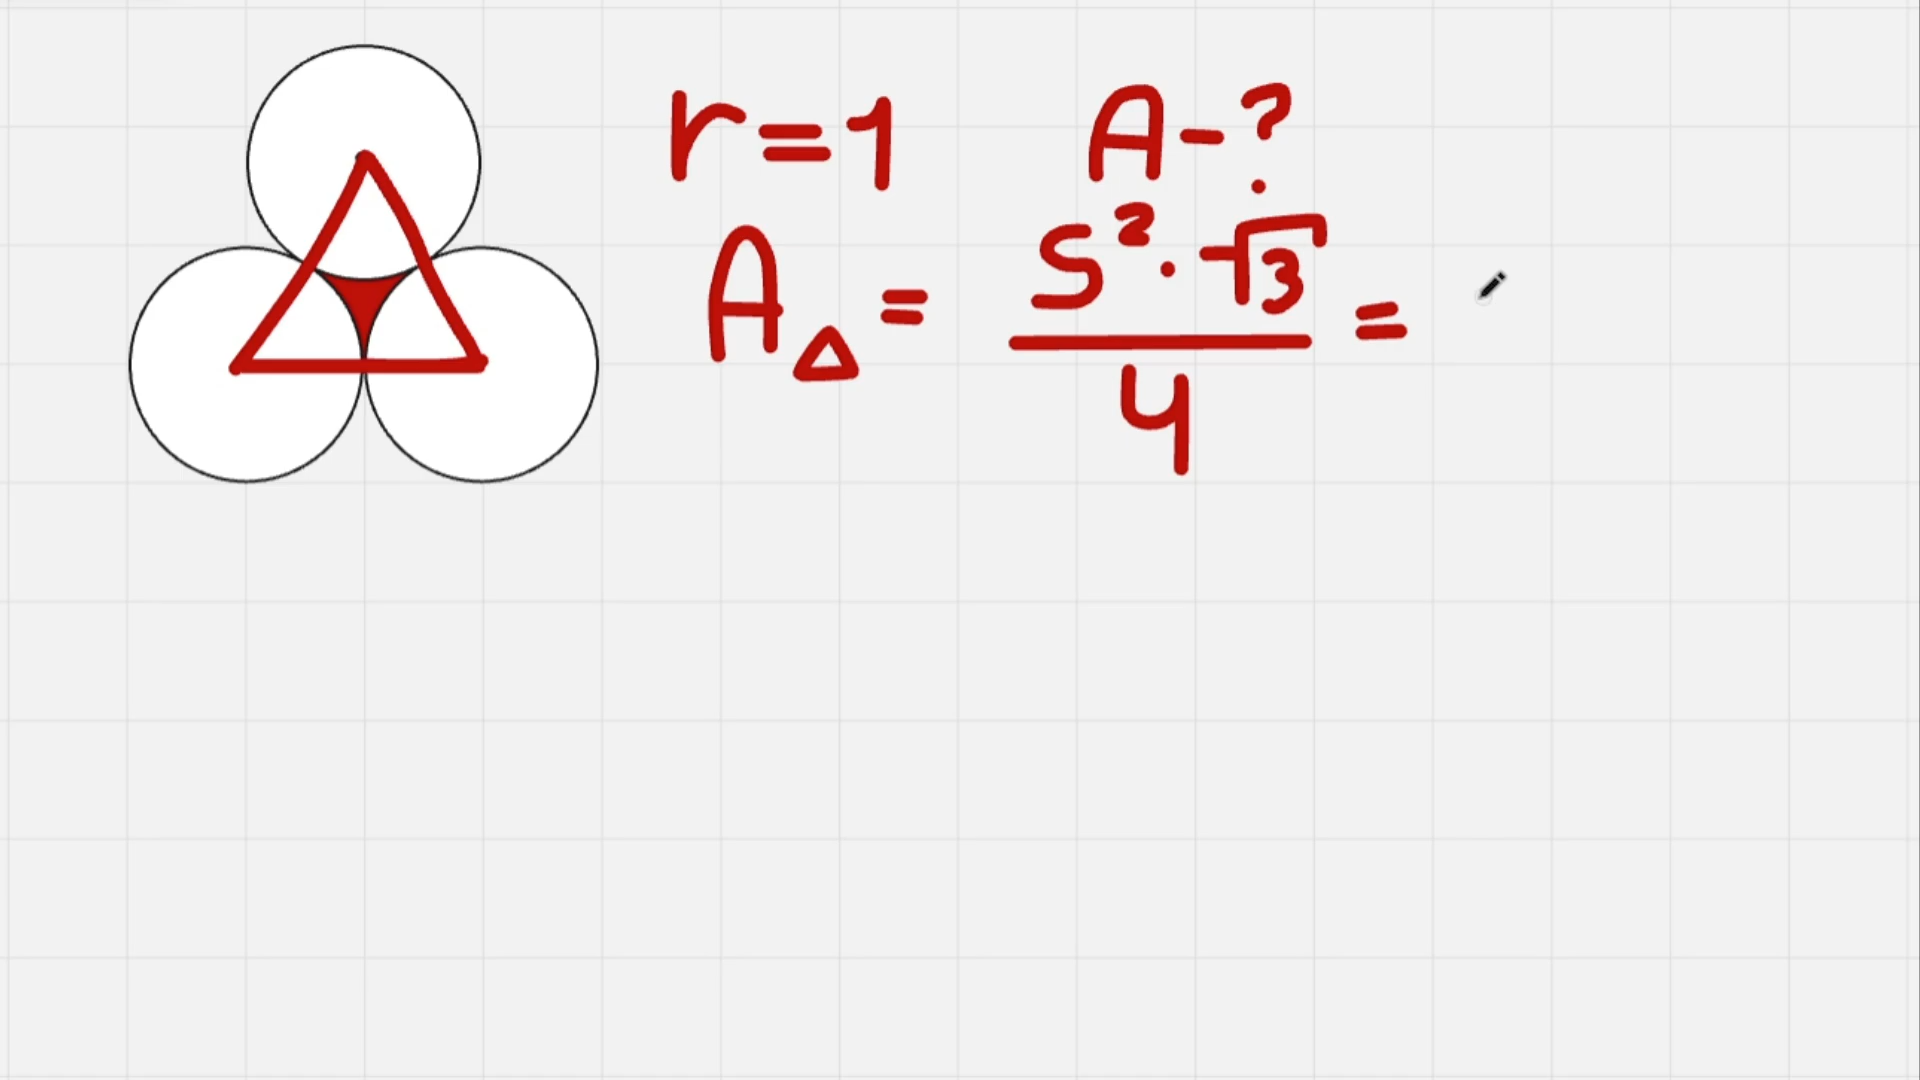 r=1 A-?
A△ = S²·√3 / 4 =